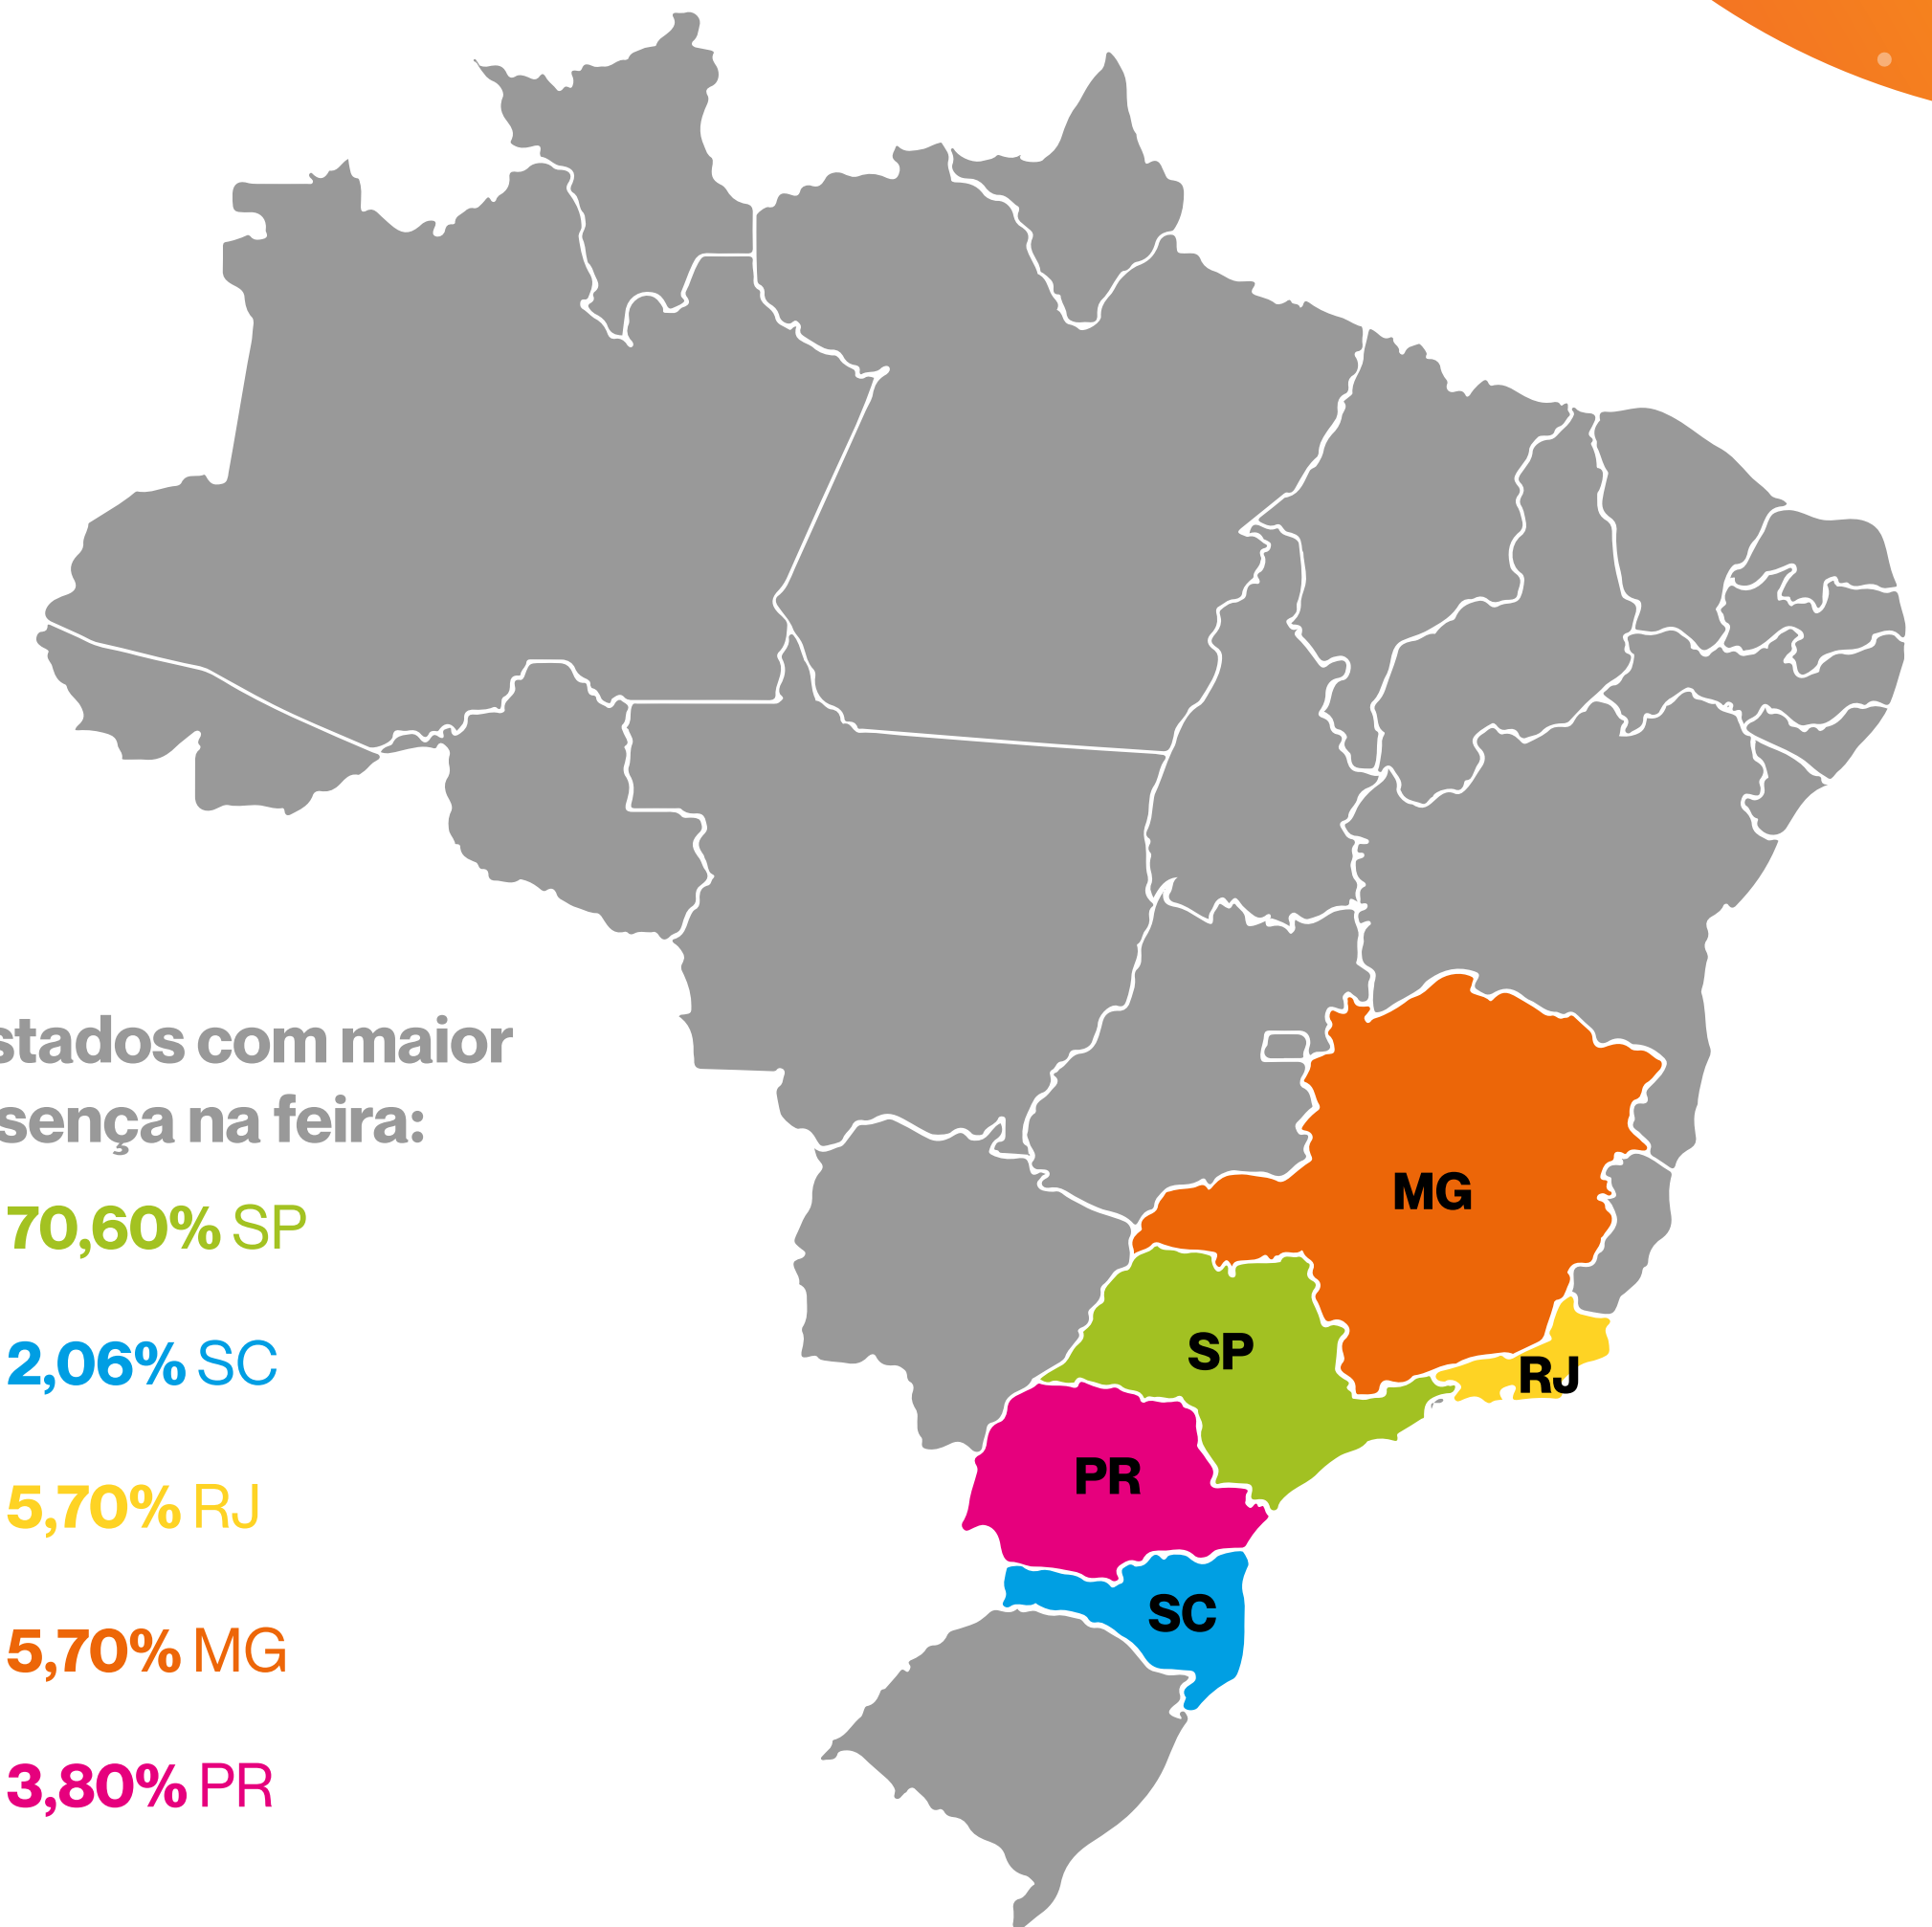 stados com maior
sença na feira:
70,60% SP
2,06% SC
5,70% RJ
5,70% MG
3,80% PR
MG
SP
RJ
PR
SC